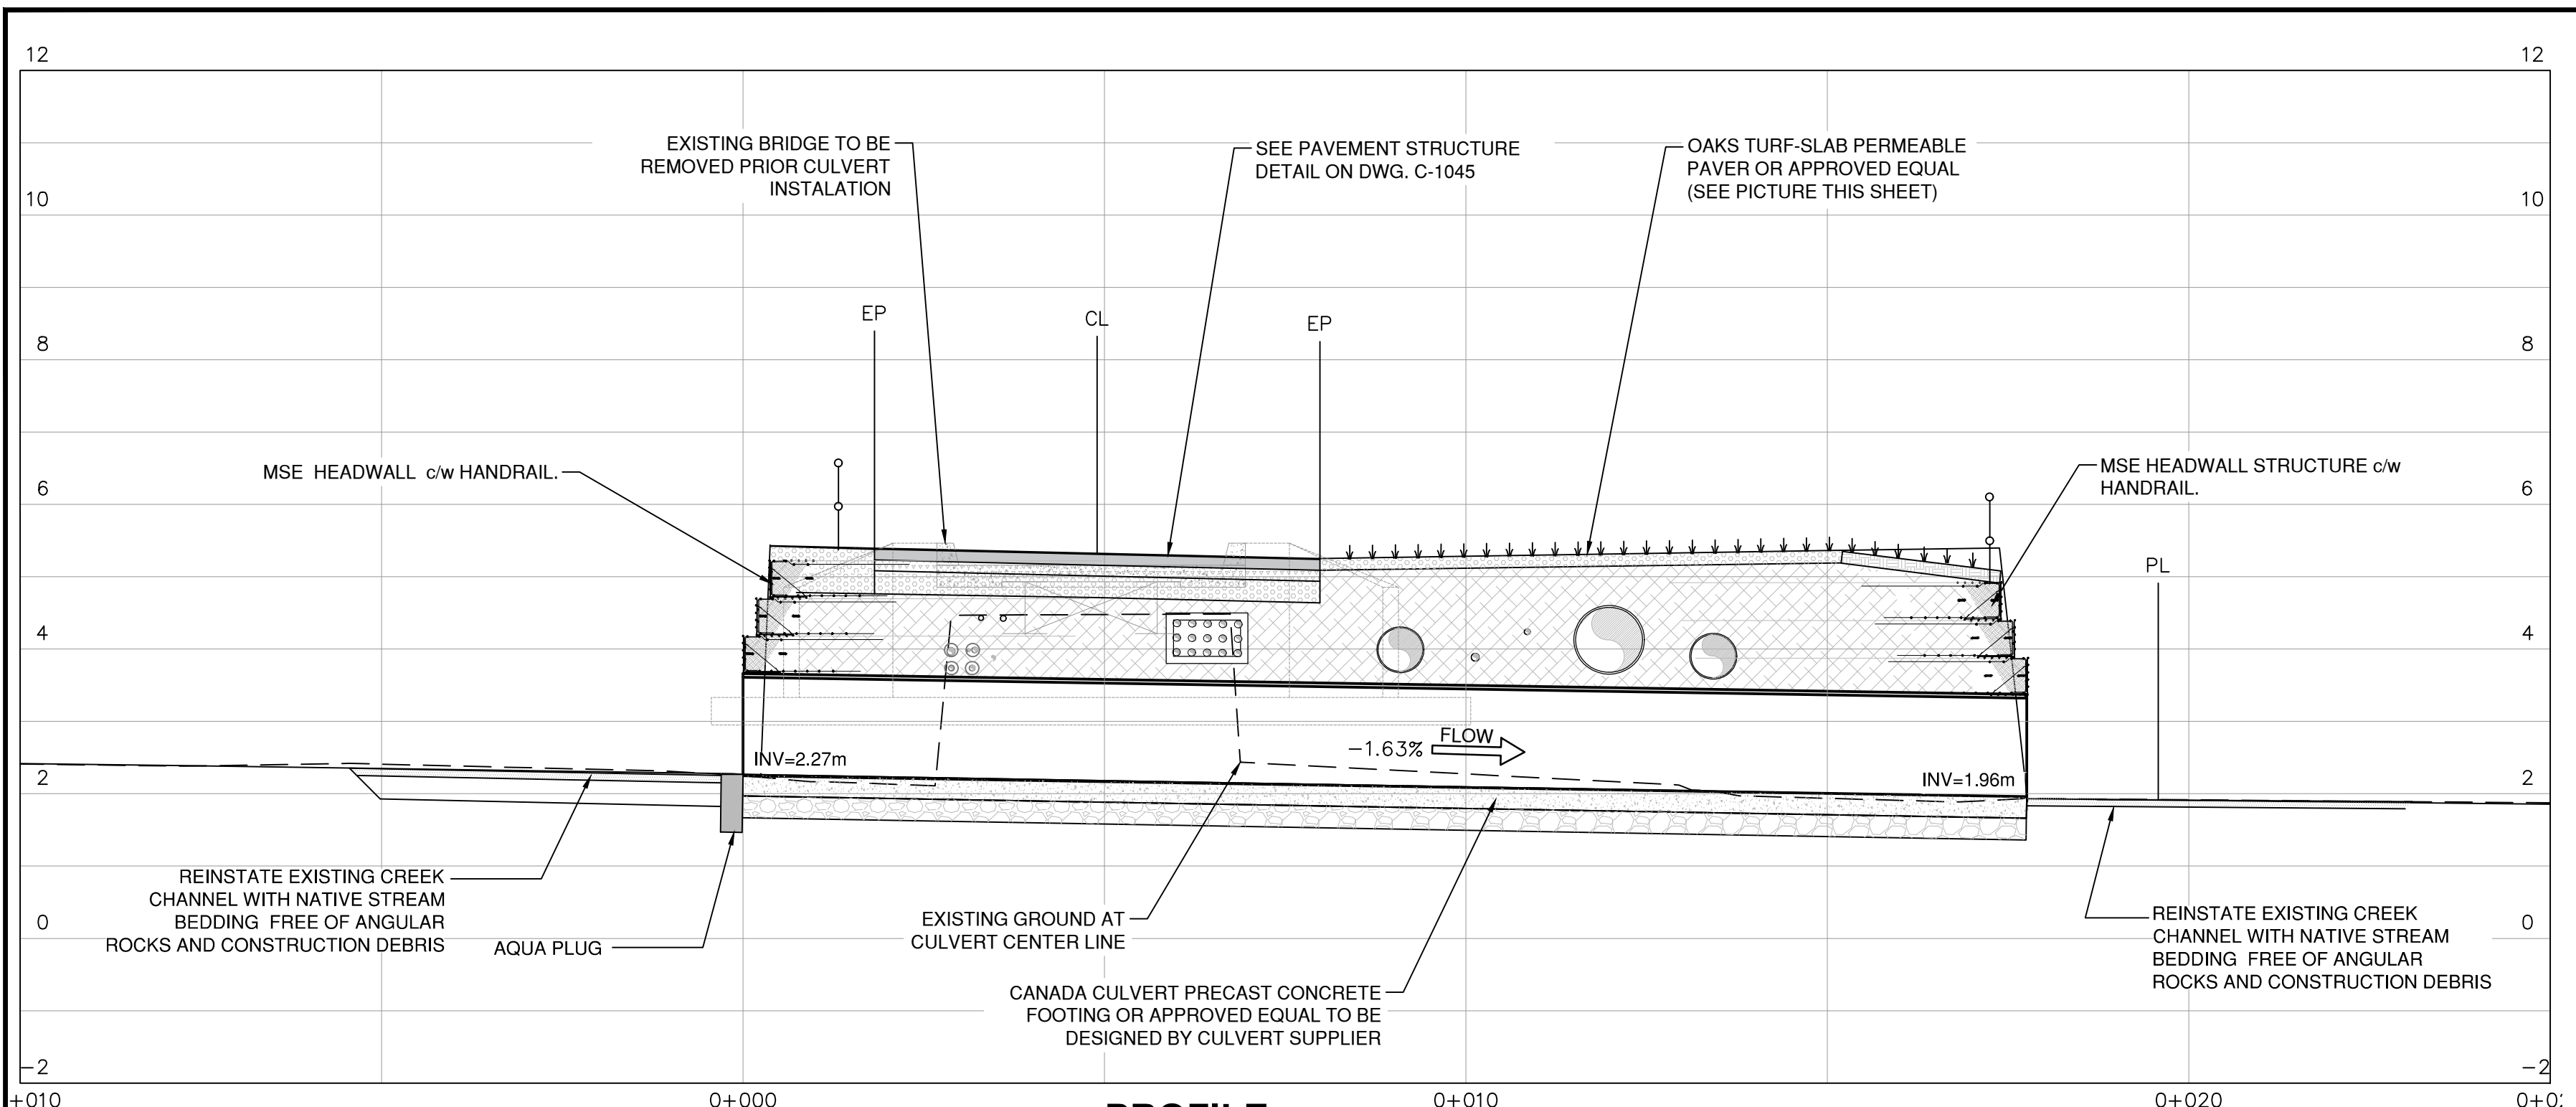 12
12
EXISTING BRIDGE TO BE
REMOVED PRIOR CULVERT
INSTALATION
SEE PAVEMENT STRUCTURE
DETAIL ON DWG. C-1045
OAKS TURF-SLAB PERMEABLE
PAVER OR APPROVED EQUAL
(SEE PICTURE THIS SHEET)
10
10
EP
CL
EP
8
8
MSE HEADWALL c/w HANDRAIL.
MSE HEADWALL STRUCTURE c/w
HANDRAIL.
6
6
PL
4
4
-1.63%
FLOW
INV=2.27m
INV=1.96m
2
2
REINSTATE EXISTING CREEK
CHANNEL WITH NATIVE STREAM
BEDDING FREE OF ANGULAR
ROCKS AND CONSTRUCTION DEBRIS
AQUA PLUG
EXISTING GROUND AT
CULVERT CENTER LINE
REINSTATE EXISTING CREEK
CHANNEL WITH NATIVE STREAM
BEDDING FREE OF ANGULAR
ROCKS AND CONSTRUCTION DEBRIS
0
0
CANADA CULVERT PRECAST CONCRETE
FOOTING OR APPROVED EQUAL TO BE
DESIGNED BY CULVERT SUPPLIER
-2
-2
+010
0+000
PROFILE
0+010
0+020